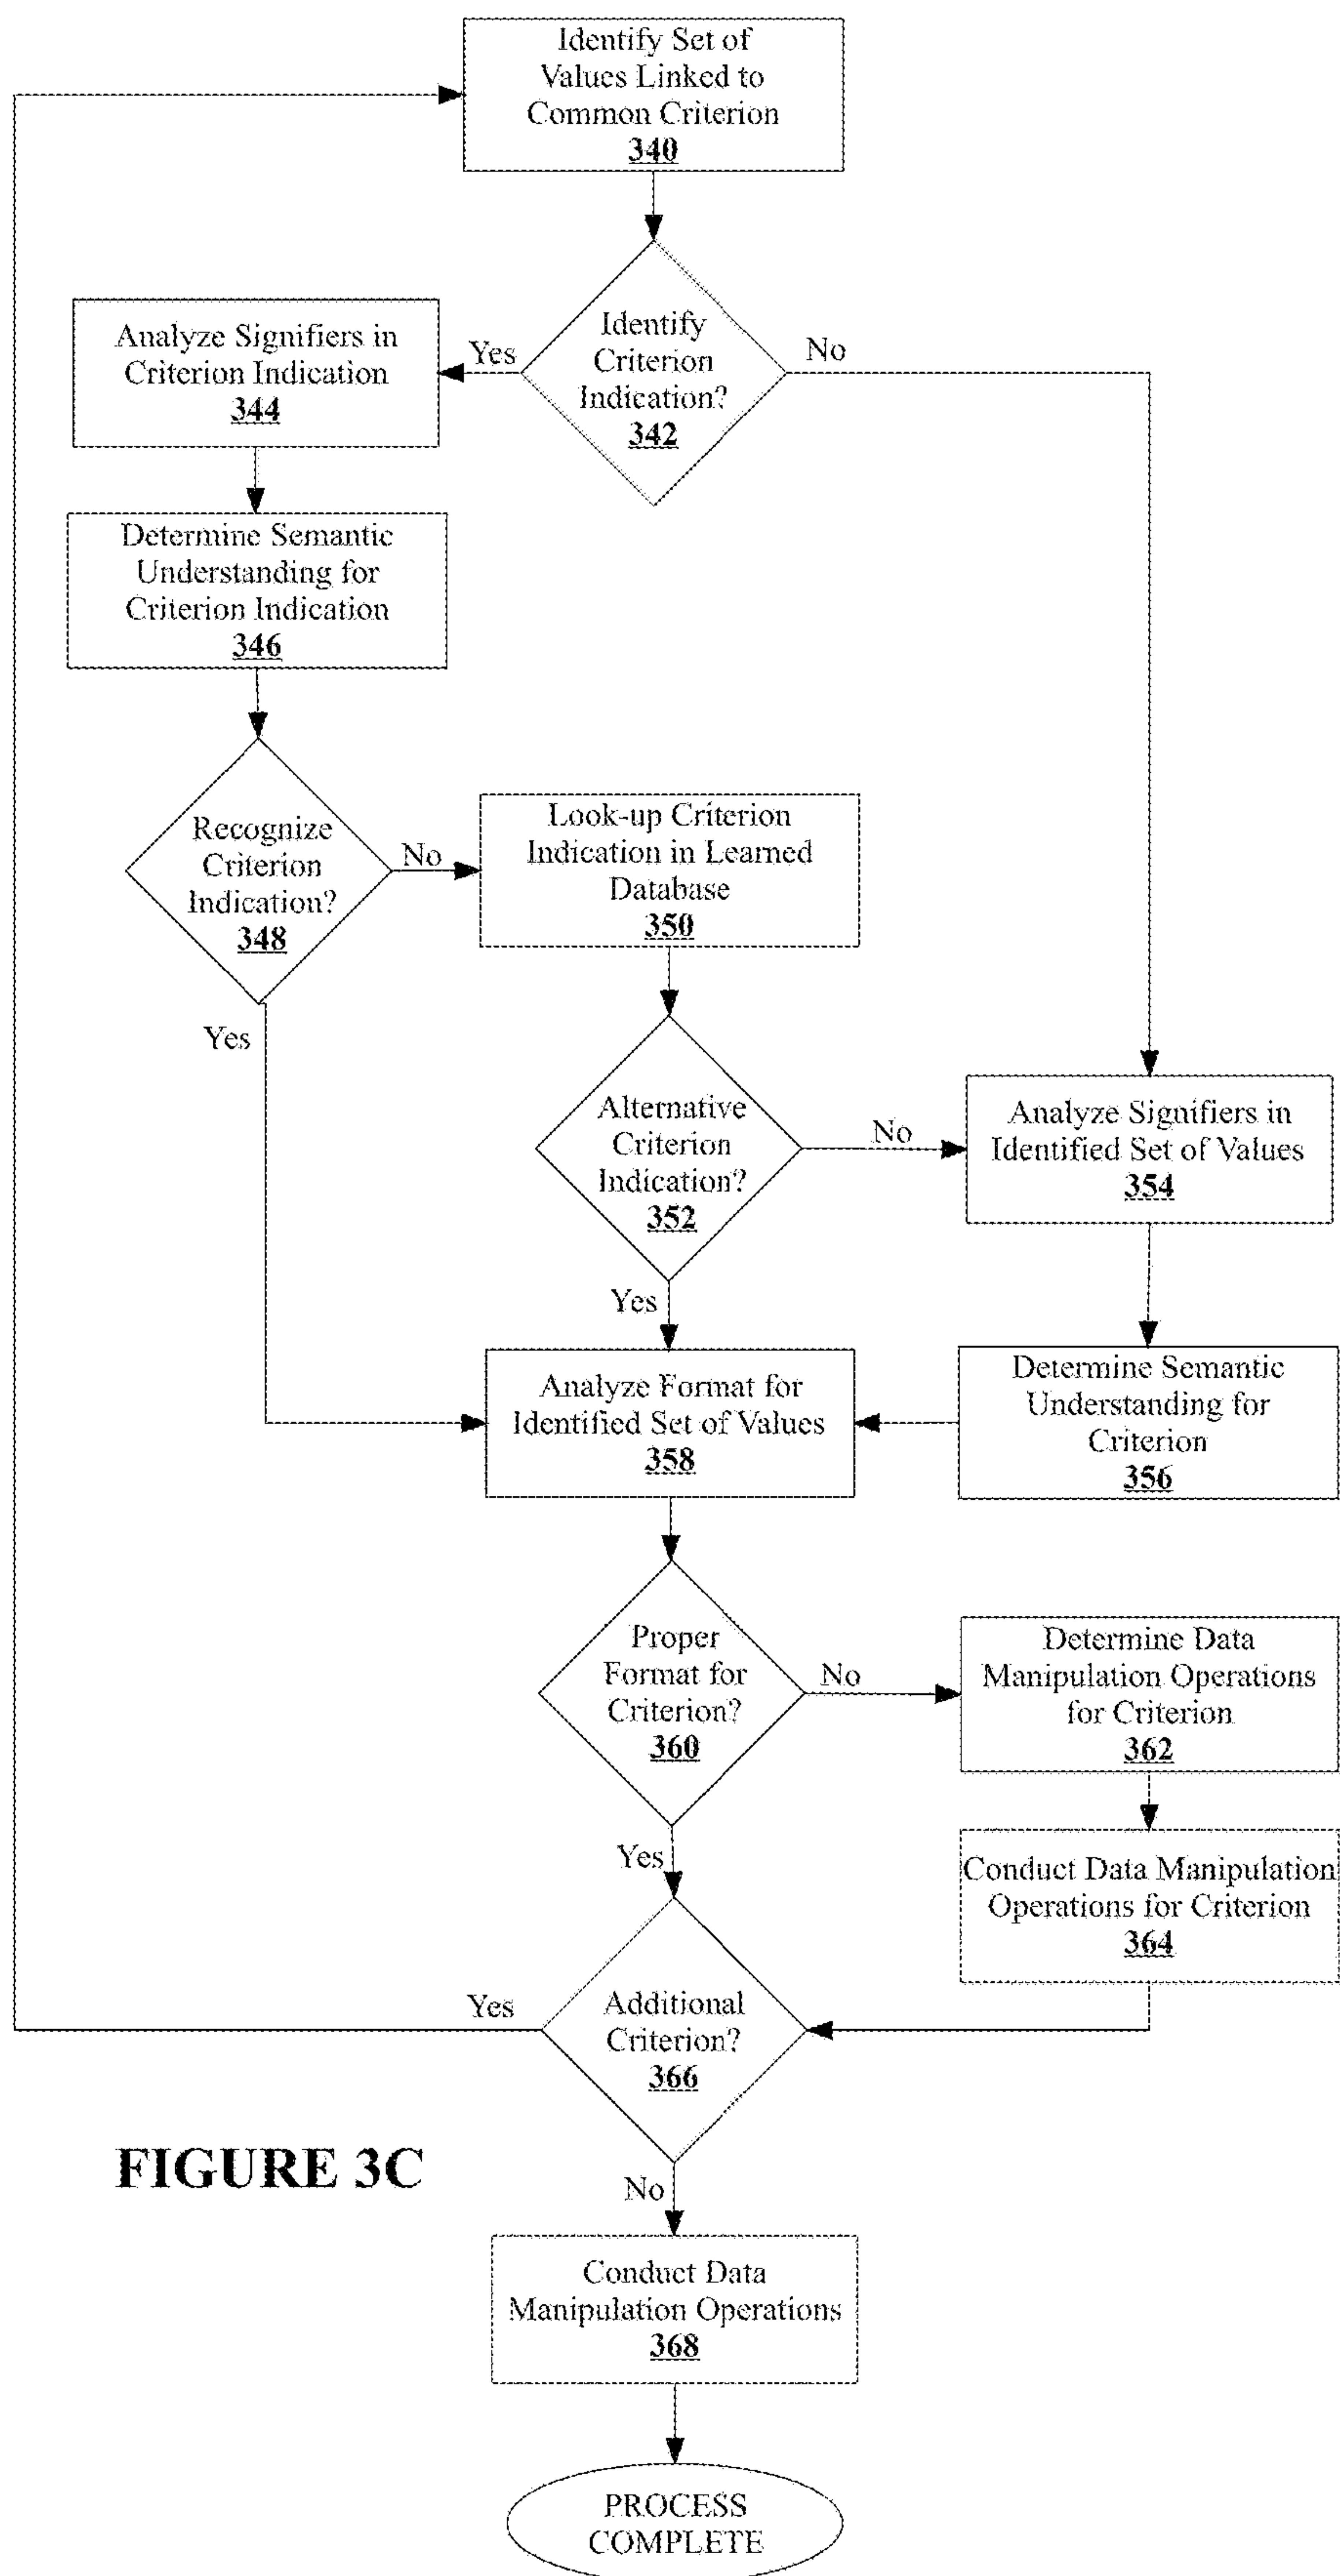 Identify Set of
Values Linked to
Common Criterion
340
Identify
Criterion
Indication?
342
Yes
No
Analyze Signifiers in
Criterion Indication
344
Determine Semantic
Understanding for
Criterion Indication
346
Recognize
Criterion
Indication?
348
No
Yes
Look-up Criterion
Indication in Learned
Database
350
Alternative
Criterion
Indication?
352
No
Yes
Analyze Signifiers in
Identified Set of Values
354
Determine Semantic
Understanding for
Criterion
356
Analyze Format for
Identified Set of Values
358
Proper
Format for
Criterion?
360
No
Yes
Determine Data
Manipulation Operations
for Criterion
362
Conduct Data Manipulation
Operations for Criterion
364
Additional
Criterion?
366
Yes
No
FIGURE 3C
Conduct Data
Manipulation Operations
368
PROCESS
COMPLETE